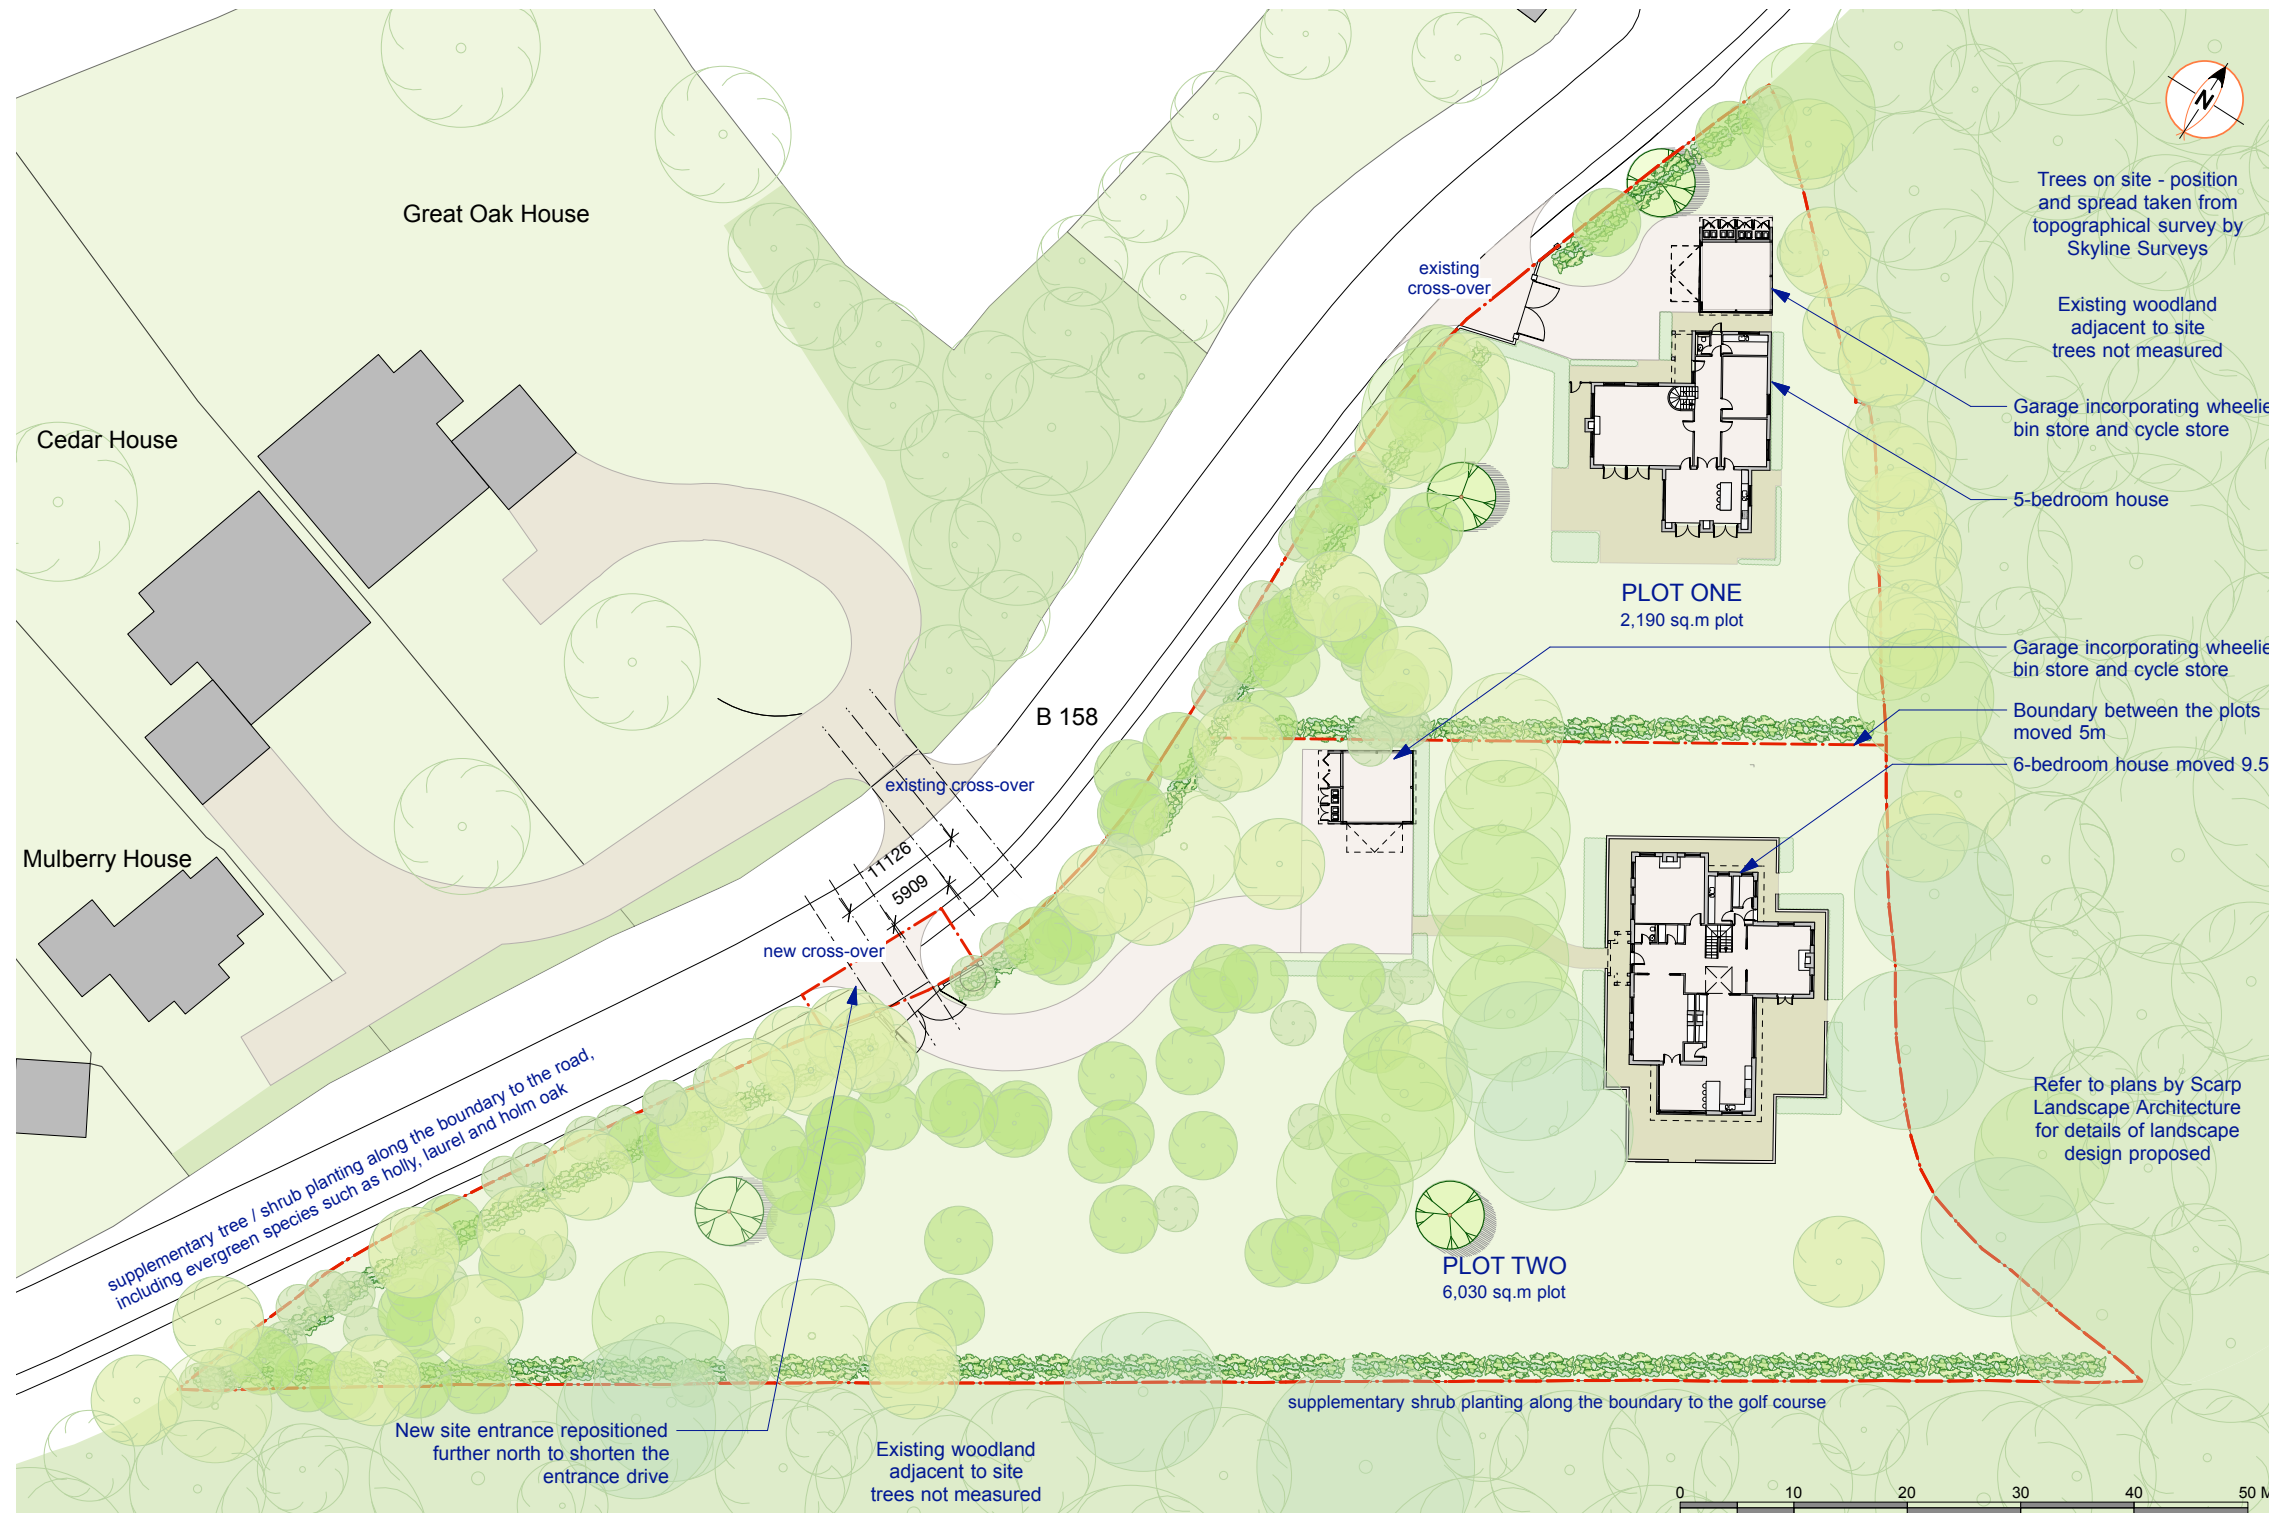 Great Oak House
Cedar House
Mulberry House
N
Trees on site - position
and spread taken from
topographical survey by
Skyline Surveys
Existing woodland
adjacent to site
trees not measured
existing
cross-over
Garage incorporating wheelie
bin store and cycle store
5-bedroom house
PLOT ONE
2,190 sq.m plot
Garage incorporating wheelie
bin store and cycle store
Boundary between the plots
moved 5m
6-bedroom house moved 9.5
B 158
existing cross-over
11126
5909
new cross-over
supplementary tree / shrub planting along the boundary to the road,
including evergreen species such as holly, laurel and holm oak
Refer to plans by Scarp
Landscape Architecture
for details of landscape
design proposed
PLOT TWO
6,030 sq.m plot
supplementary shrub planting along the boundary to the golf course
New site entrance repositioned
further north to shorten the
entrance drive
Existing woodland
adjacent to site
trees not measured
0 10 20 30 40 50 M